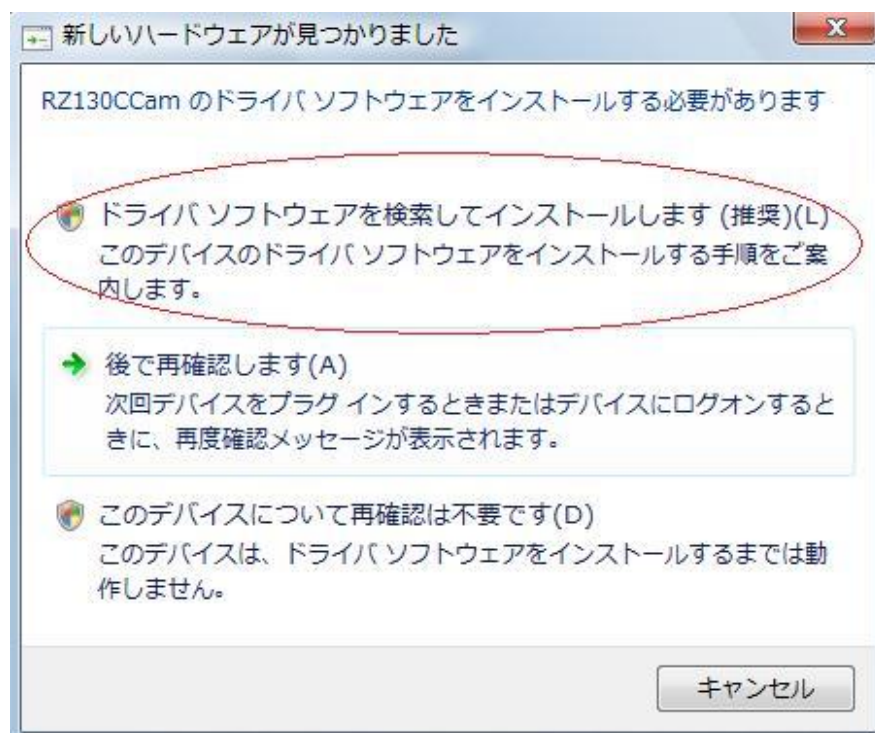 新しいハードウェアが見つかりました
RZ130CCam のドライバ ソフトウェアをインストールする必要があります
ドライバ ソフトウェアを検索してインストールします (推奨)(L)
このデバイスのドライバ ソフトウェアをインストールする手順をご案
内します。
後で再確認します(A)
次回デバイスをプラグ インするときまたはデバイスにログオンすると
きに、再度確認メッセージが表示されます。
このデバイスについて再確認は不要です(D)
このデバイスは、ドライバ ソフトウェアをインストールするまでは動
作しません。
キャンセル